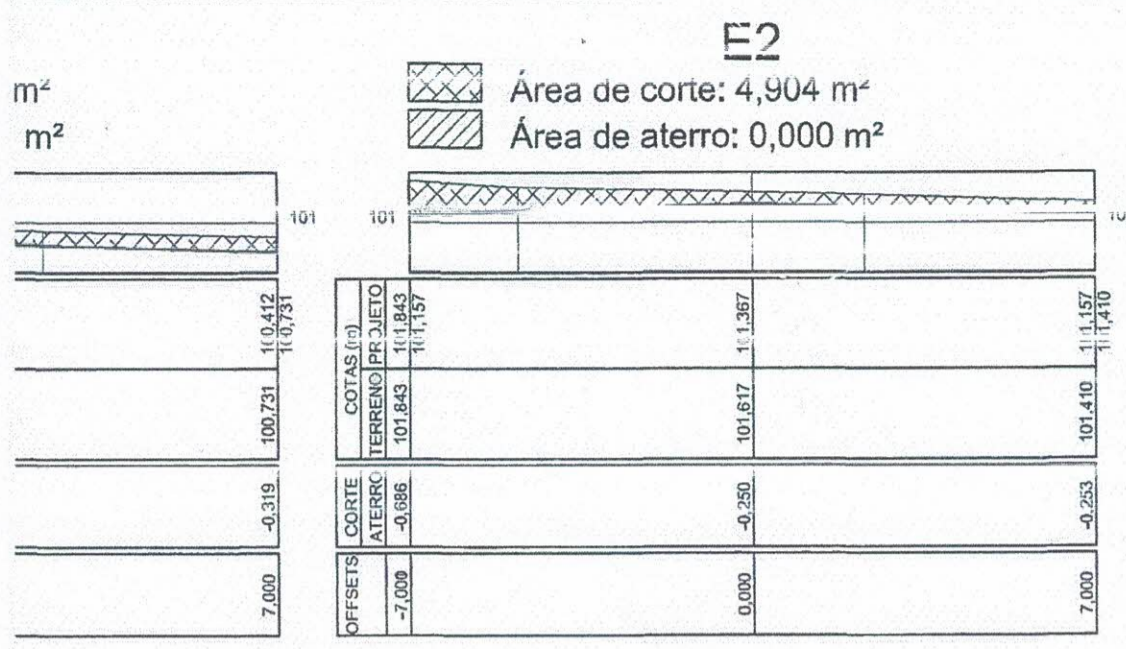 E2
m²
m²
Área de corte: 4,904 m²
Área de aterro: 0,000 m²
101
101
100,412
100,731
100,731
-0,319
7,000
COTAS (m)
PROJETO
101,843
101,157
101,367
101,157
101,410
TERRENO
101,843
101,617
101,410
CORTE
ATERRO
-0,686
-0,250
-0,253
OFFSETS
-7,000
0,000
7,000